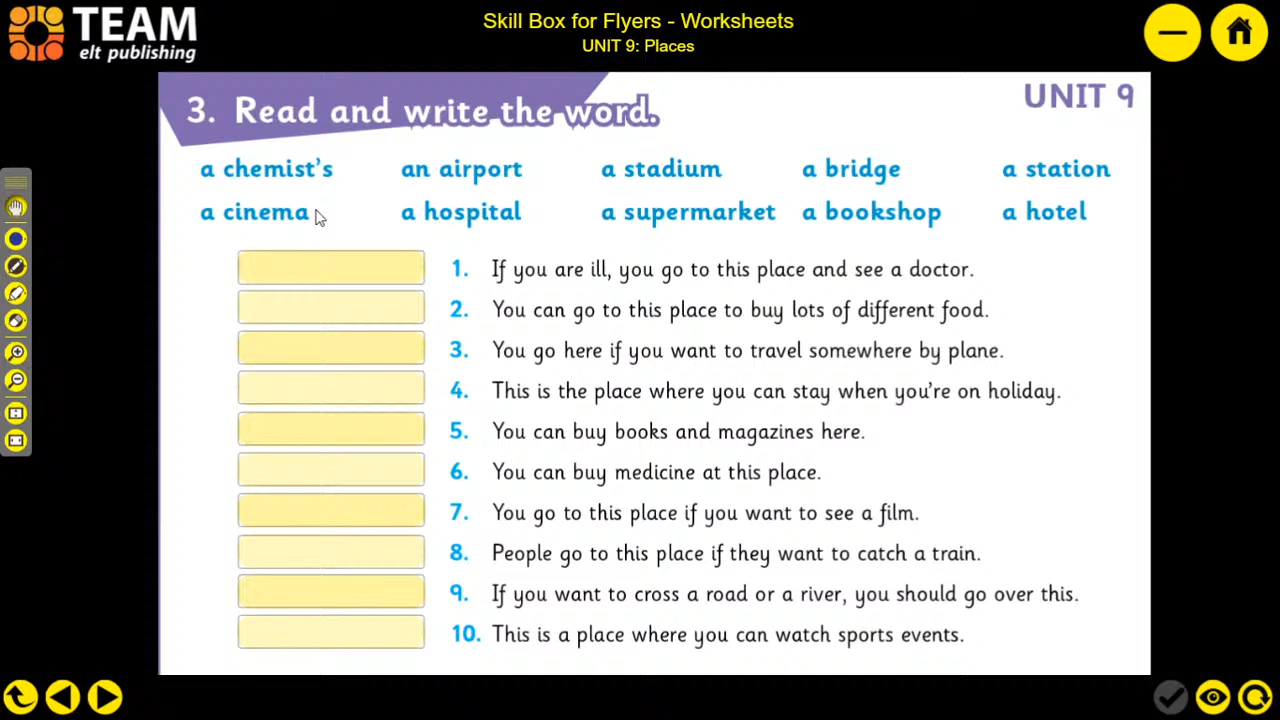 TEAM
elt publishing
Skill Box for Flyers - Worksheets
UNIT 9: Places
3. Read and write the word.
UNIT 9
a chemist's an airport a stadium a bridge a station
a cinema a hospital a supermarket a bookshop a hotel
1. If you are ill, you go to this place and see a doctor.
2. You can go to this place to buy lots of different food.
3. You go here if you want to travel somewhere by plane.
4. This is the place where you can stay when you're on holiday.
5. You can buy books and magazines here.
6. You can buy medicine at this place.
7. You go to this place if you want to see a film.
8. People go to this place if they want to catch a train.
9. If you want to cross a road or a river, you should go over this.
10. This is a place where you can watch sports events.